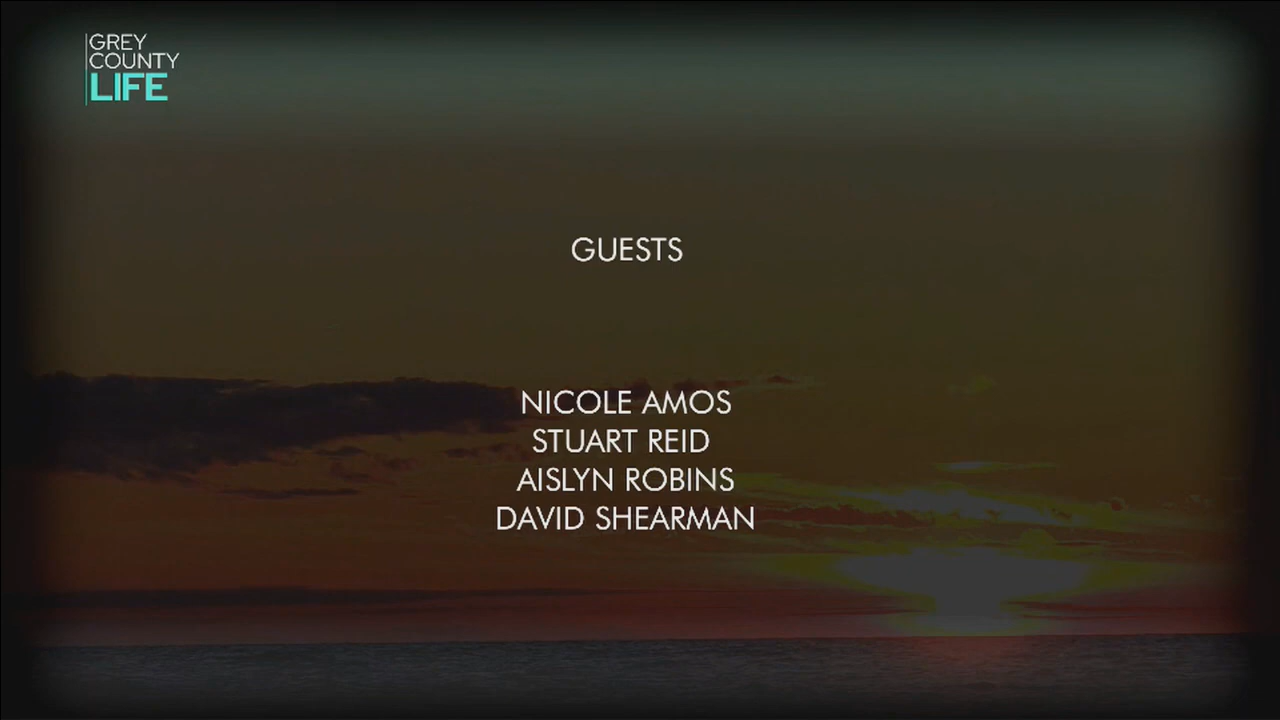 GREY
COUNTY
LIFE
GUESTS
NICOLE AMOS
STUART REID
AISLYN ROBINS
DAVID SHEARMAN